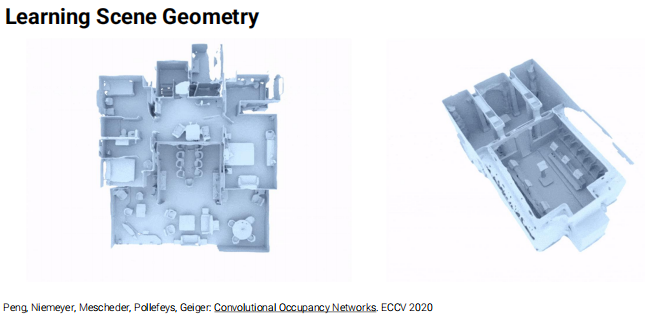 Learning Scene Geometry
Peng, Niemeyer, Mescheder, Pollefeys, Geiger: Convolutional Occupancy Networks. ECCV 2020